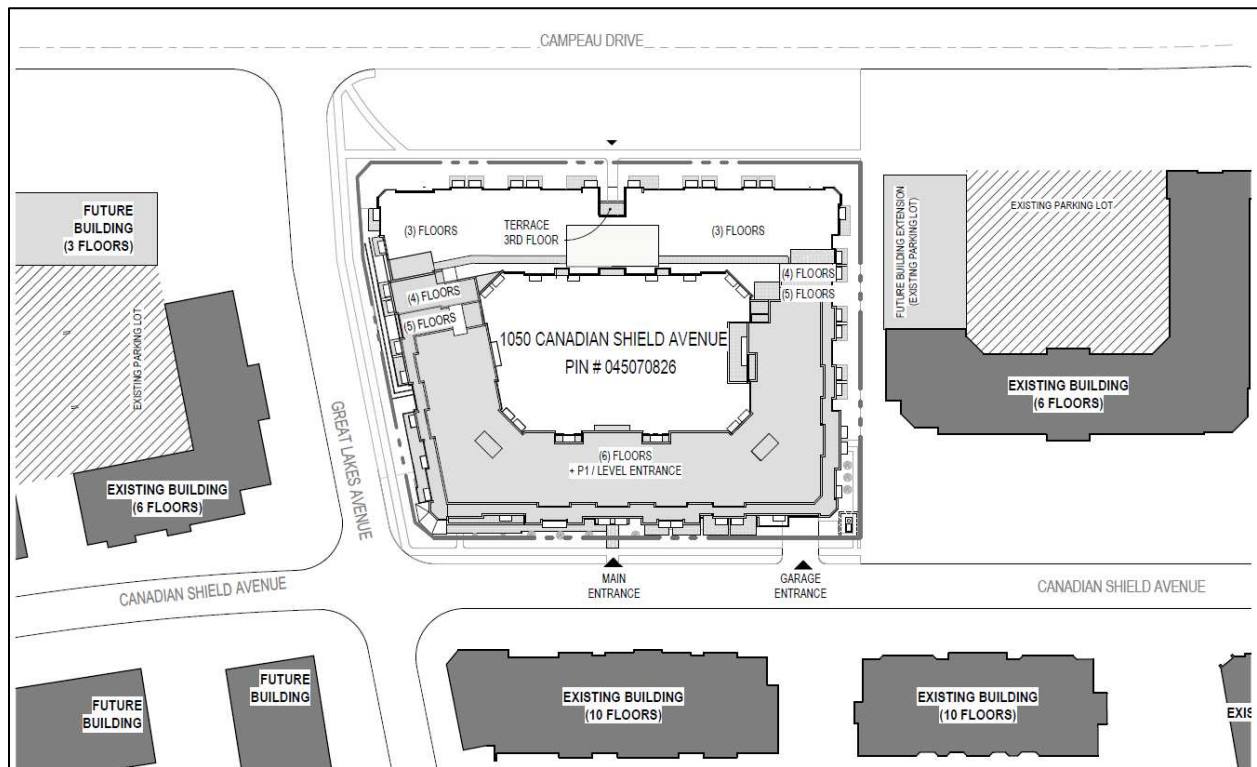 CAMPEAU DRIVE
FUTURE
BUILDING
(3 FLOORS)
EXISTING PARKING LOT
EXISTING BUILDING
(6 FLOORS)
GREAT LAKES AVENUE
CANADIAN SHIELD AVENUE
TERRACE
3RD FLOOR
(3) FLOORS
(3) FLOORS
(4) FLOORS
(5) FLOORS
(4) FLOORS
(5) FLOORS
1050 CANADIAN SHIELD AVENUE
PIN # 045070826
(6) FLOORS
+ P1 / LEVEL ENTRANCE
MAIN
ENTRANCE
GARAGE
ENTRANCE
FUTURE BUILDING EXTENSION
(EXISTING PARKING LOT)
EXISTING PARKING LOT
EXISTING BUILDING
(6 FLOORS)
CANADIAN SHIELD AVENUE
FUTURE
BUILDING
FUTURE
BUILDING
EXISTING BUILDING
(10 FLOORS)
EXISTING BUILDING
(10 FLOORS)
EXIS